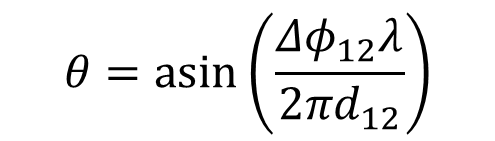 θ = asin(Δϕ₁₂λ / 2πd₁₂)